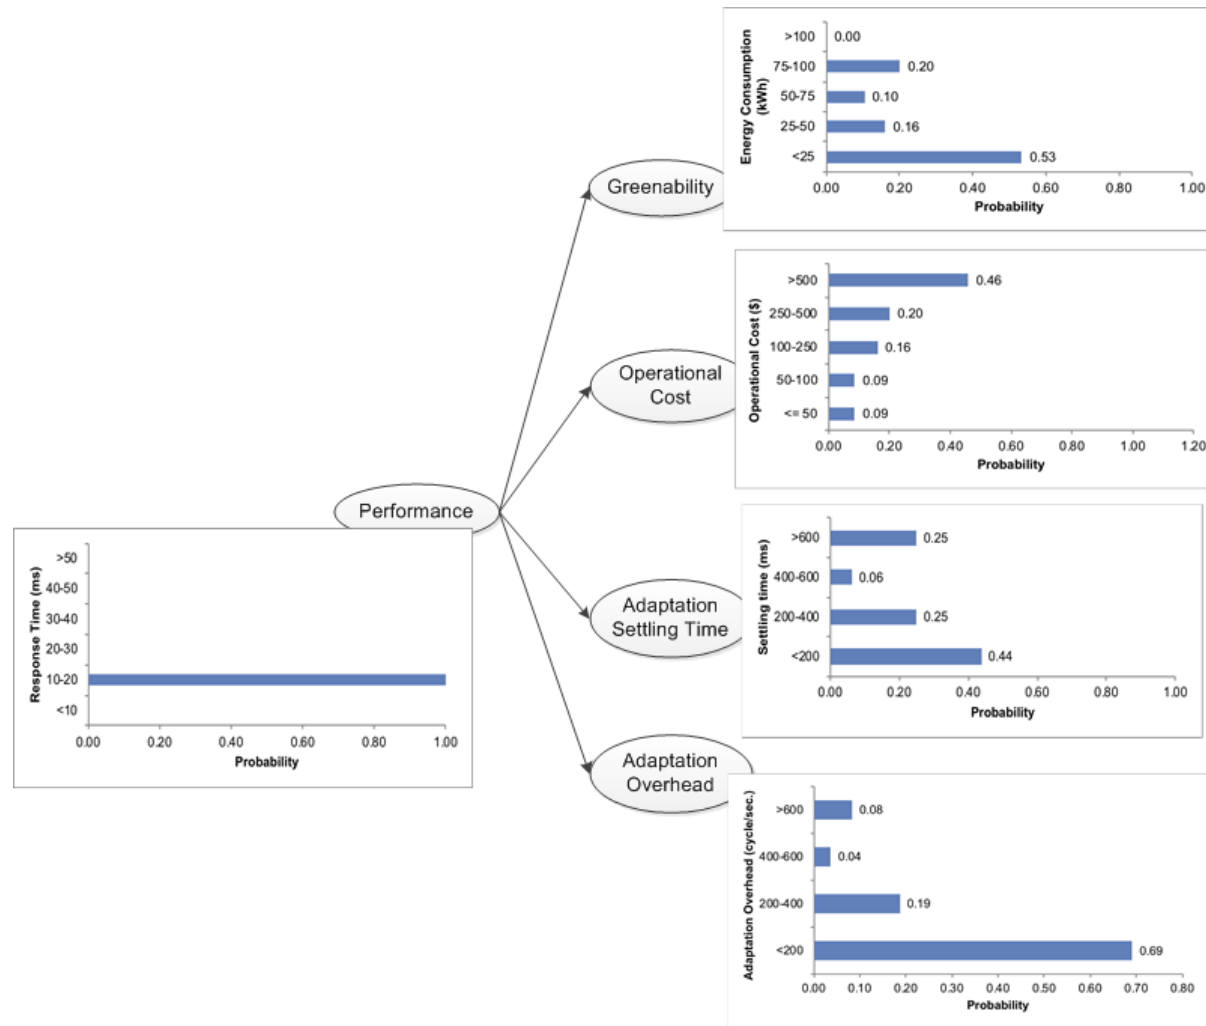 Greenability
Energy Consumption
(kWh)
>100
0.00
75-100
0.20
50-75
0.10
25-50
0.16
<25
0.53
0.00 0.20 0.40 0.60 0.80 1.00
Probability
Operational
Cost
Operational Cost ($)
>500
0.46
250-500
0.20
100-250
0.16
50-100
0.09
<= 50
0.09
0.00 0.20 0.40 0.60 0.80 1.00 1.20
Probability
Performance
Response Time (ms)
>50
40-50
30-40
20-30
10-20
<10
0.00 0.20 0.40 0.60 0.80 1.00
Probability
Adaptation
Settling Time
Settling time (ms)
>600
0.25
400-600
0.06
200-400
0.25
<200
0.44
0.00 0.20 0.40 0.60 0.80 1.00
Probability
Adaptation
Overhead
Adaptation Overhead (cycle/sec.)
>600
0.08
400-600
0.04
200-400
0.19
<200
0.69
0.00 0.10 0.20 0.30 0.40 0.50 0.60 0.70 0.80
Probability